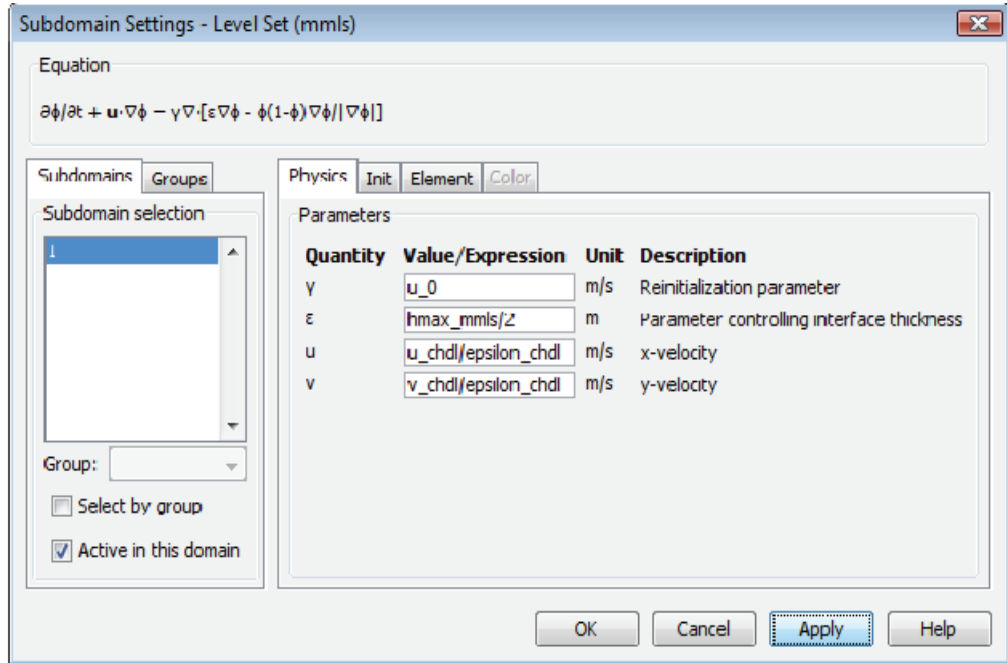 Subdomain Settings - Level Set (mmls)
Equation
∂ϕ/∂t + u·∇ϕ − γ∇·[ε∇ϕ - ϕ(1-ϕ)∇ϕ/|∇ϕ|]
Subdomains Groups
Physics Init Element Color
Subdomain selection
Parameters
1
Quantity Value/Expression Unit Description
γ u_0 m/s Reinitialization parameter
ε hmax_mmls/2 m Parameter controlling interface thickness
u u_chdl/epsilon_chdl m/s x-velocity
v v_chdl/epsilon_chdl m/s y-velocity
Group:
Select by group
Active in this domain
OK Cancel Apply Help